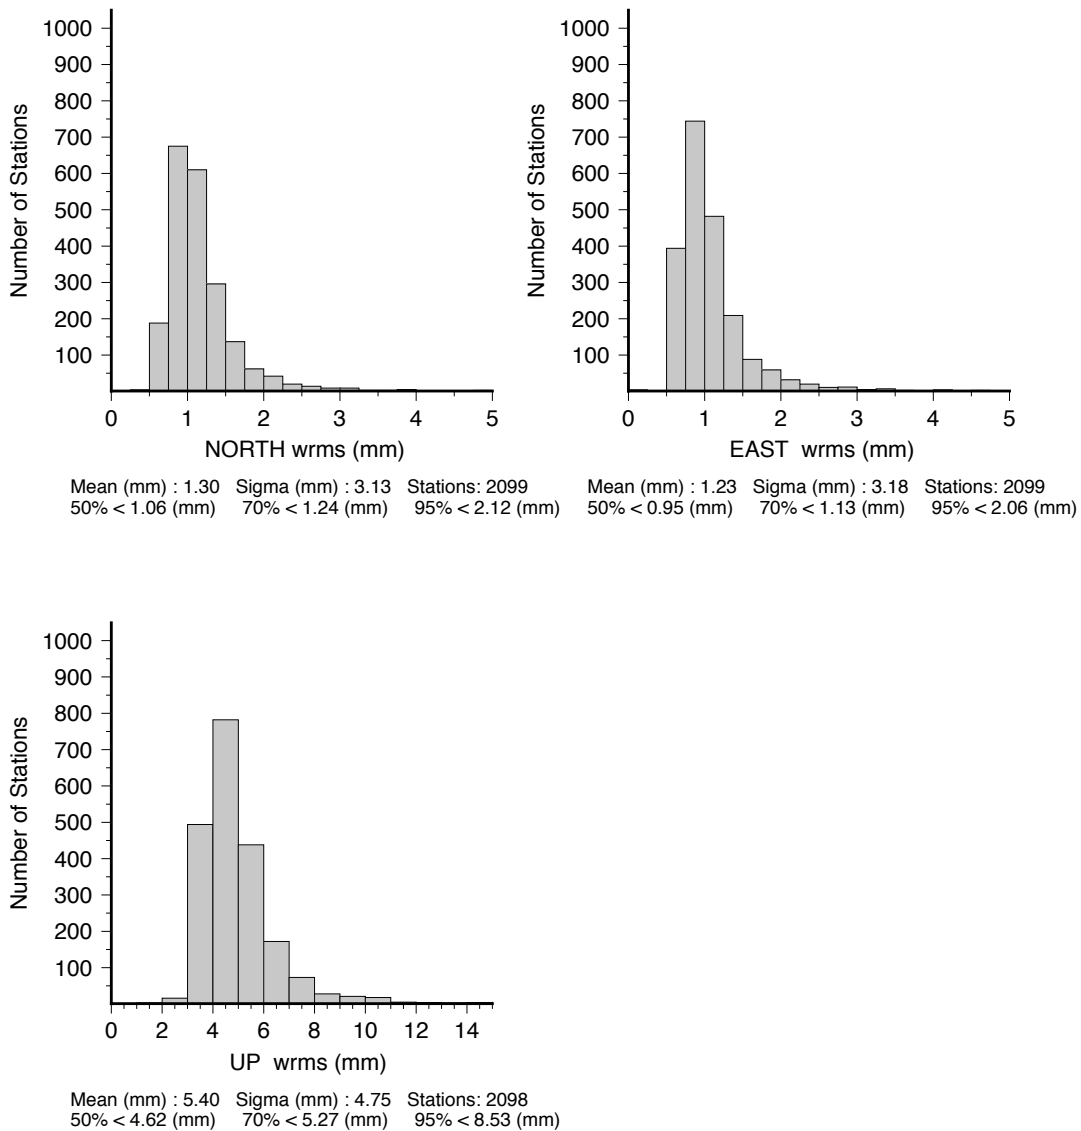 1000
900
800
700
600
500
400
300
200
100
Number of Stations
0 1 2 3 4 5
NORTH wrms (mm)
Mean (mm) : 1.30 Sigma (mm) : 3.13 Stations: 2099
50% < 1.06 (mm) 70% < 1.24 (mm) 95% < 2.12 (mm)
1000
900
800
700
600
500
400
300
200
100
Number of Stations
0 1 2 3 4 5
EAST wrms (mm)
Mean (mm) : 1.23 Sigma (mm) : 3.18 Stations: 2099
50% < 0.95 (mm) 70% < 1.13 (mm) 95% < 2.06 (mm)
1000
900
800
700
600
500
400
300
200
100
Number of Stations
0 2 4 6 8 10 12 14
UP wrms (mm)
Mean (mm) : 5.40 Sigma (mm) : 4.75 Stations: 2098
50% < 4.62 (mm) 70% < 5.27 (mm) 95% < 8.53 (mm)